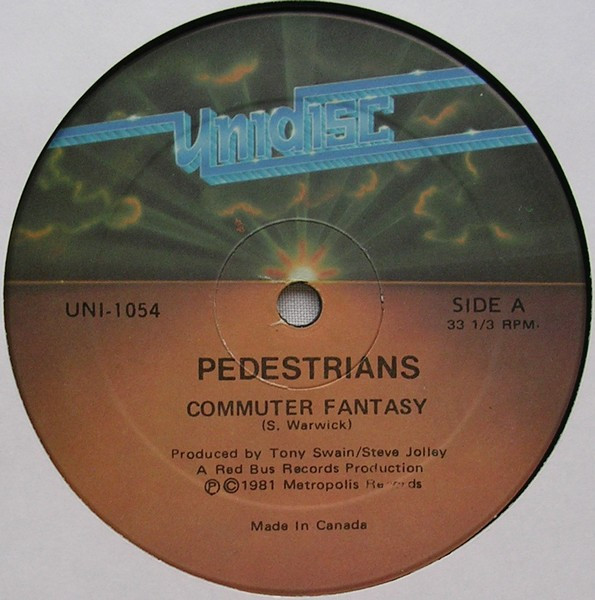 Unidisc
UNI-1054
SIDE A
33 1/3 RPM.
PEDESTRIANS
COMMUTER FANTASY
(S. Warwick)
Produced by Tony Swain/Steve Jolley
A Red Bus Records Production
Ⓟ©1981 Metropolis Records
Made In Canada